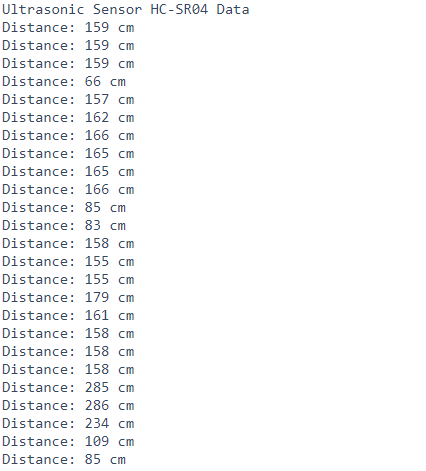 Ultrasonic Sensor HC-SR04 Data
Distance: 159 cm
Distance: 159 cm
Distance: 159 cm
Distance: 66 cm
Distance: 157 cm
Distance: 162 cm
Distance: 166 cm
Distance: 165 cm
Distance: 165 cm
Distance: 166 cm
Distance: 85 cm
Distance: 83 cm
Distance: 158 cm
Distance: 155 cm
Distance: 155 cm
Distance: 179 cm
Distance: 161 cm
Distance: 158 cm
Distance: 158 cm
Distance: 158 cm
Distance: 285 cm
Distance: 286 cm
Distance: 234 cm
Distance: 109 cm
Distance: 85 cm